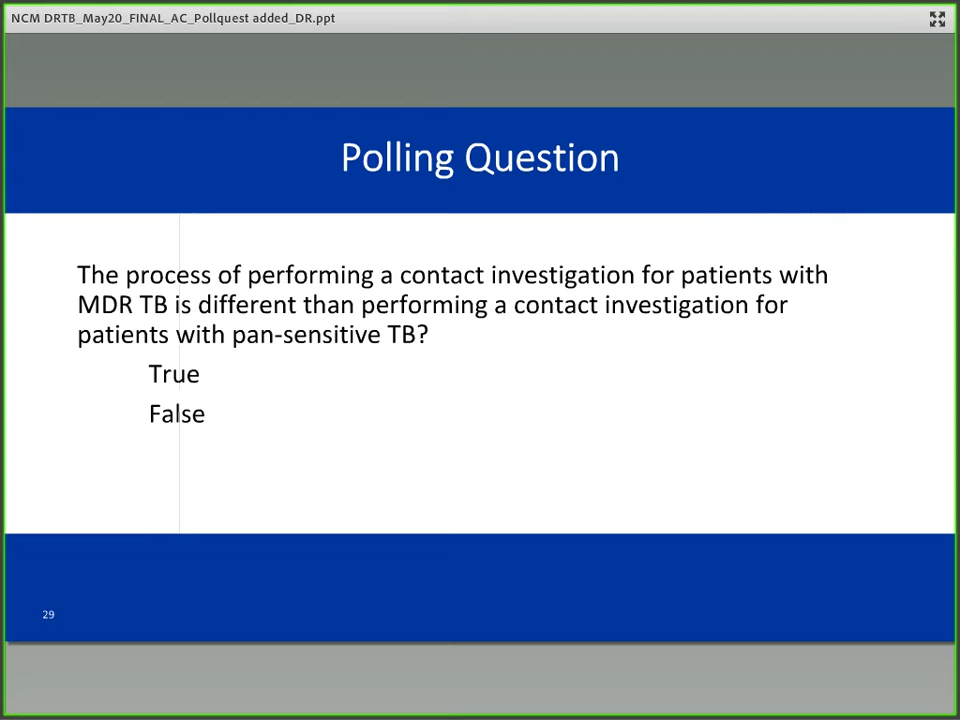 NCM DRTB_May20_FINAL_AC_Pollquest added_DR.ppt
Polling Question
The process of performing a contact investigation for patients with
MDR TB is different than performing a contact investigation for
patients with pan-sensitive TB?
True
False
29